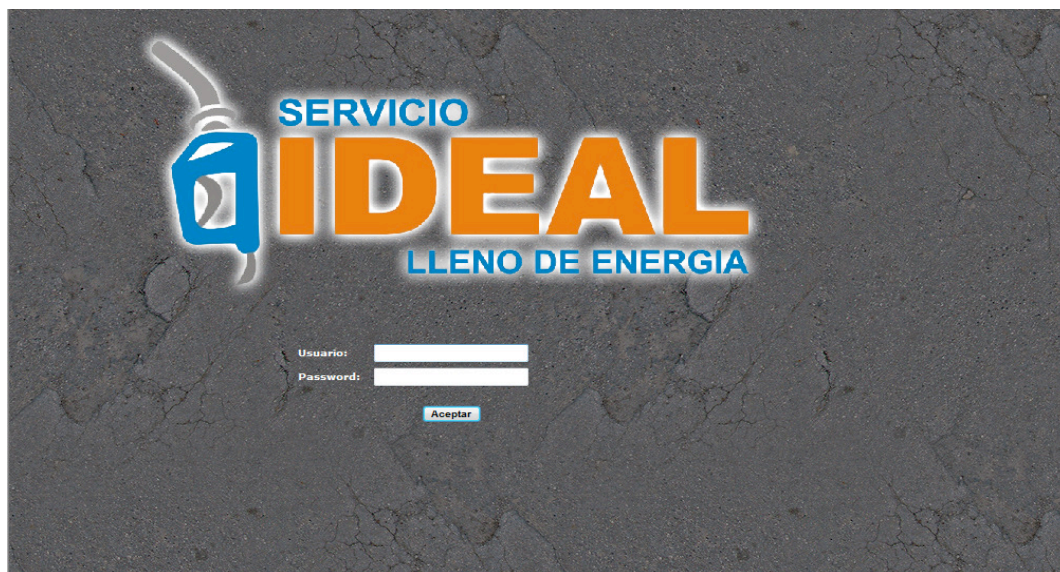 SERVICIO
IDEAL
LLENO DE ENERGIA
Usuario:
Password:
Aceptar